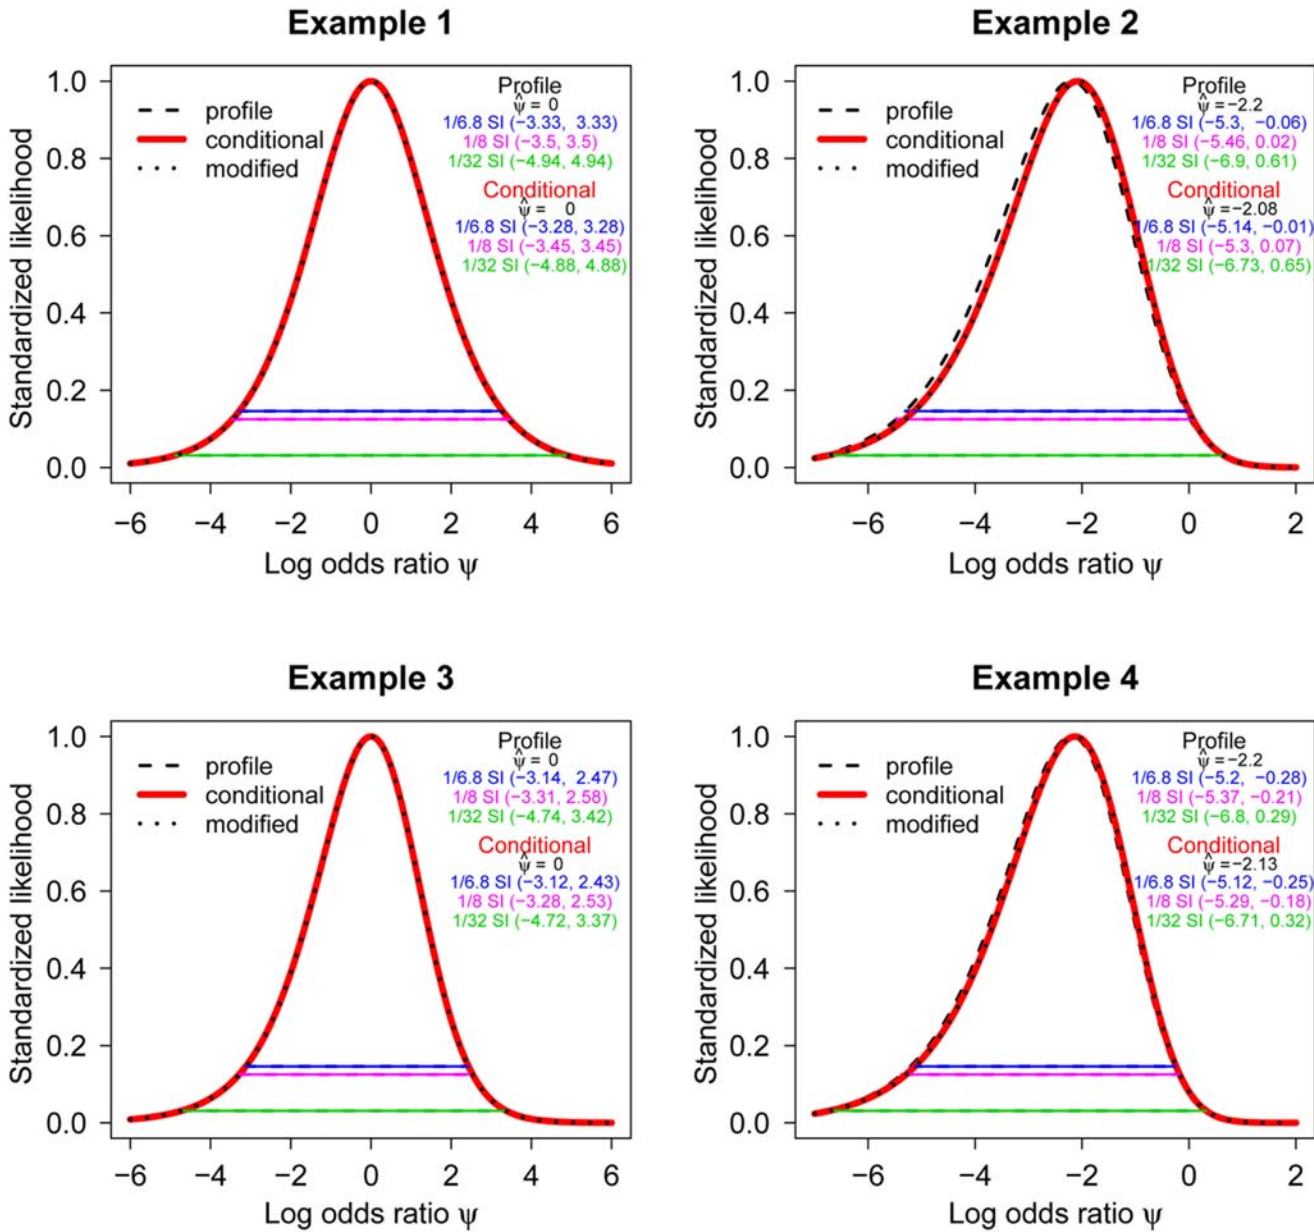 Example 1
Standardized likelihood
1.0
0.8
0.6
0.4
0.2
0.0
profile
conditional
modified
Profile
ψ̂ = 0
1/6.8 SI (−3.33, 3.33)
1/8 SI (−3.5, 3.5)
1/32 SI (−4.94, 4.94)
Conditional
ψ̂ = 0
1/6.8 SI (−3.28, 3.28)
1/8 SI (−3.45, 3.45)
1/32 SI (−4.88, 4.88)
−6 −4 −2 0 2 4 6
Log odds ratio ψ
Example 2
Standardized likelihood
1.0
0.8
0.6
0.4
0.2
0.0
profile
conditional
modified
Profile
ψ̂ =−2.2
1/6.8 SI (−5.3, −0.06)
1/8 SI (−5.46, 0.02)
1/32 SI (−6.9, 0.61)
Conditional
ψ̂ =−2.08
1/6.8 SI (−5.14, −0.01)
1/8 SI (−5.3, 0.07)
1/32 SI (−6.73, 0.65)
−6 −4 −2 0 2
Log odds ratio ψ
Example 3
Standardized likelihood
1.0
0.8
0.6
0.4
0.2
0.0
profile
conditional
modified
Profile
ψ̂ = 0
1/6.8 SI (−3.14, 2.47)
1/8 SI (−3.31, 2.58)
1/32 SI (−4.74, 3.42)
Conditional
ψ̂ = 0
1/6.8 SI (−3.12, 2.43)
1/8 SI (−3.28, 2.53)
1/32 SI (−4.72, 3.37)
−6 −4 −2 0 2 4 6
Log odds ratio ψ
Example 4
Standardized likelihood
1.0
0.8
0.6
0.4
0.2
0.0
profile
conditional
modified
Profile
ψ̂ =−2.2
1/6.8 SI (−5.2, −0.28)
1/8 SI (−5.37, −0.21)
1/32 SI (−6.8, 0.29)
Conditional
ψ̂ =−2.13
1/6.8 SI (−5.12, −0.25)
1/8 SI (−5.29, −0.18)
1/32 SI (−6.71, 0.32)
−6 −4 −2 0 2
Log odds ratio ψ